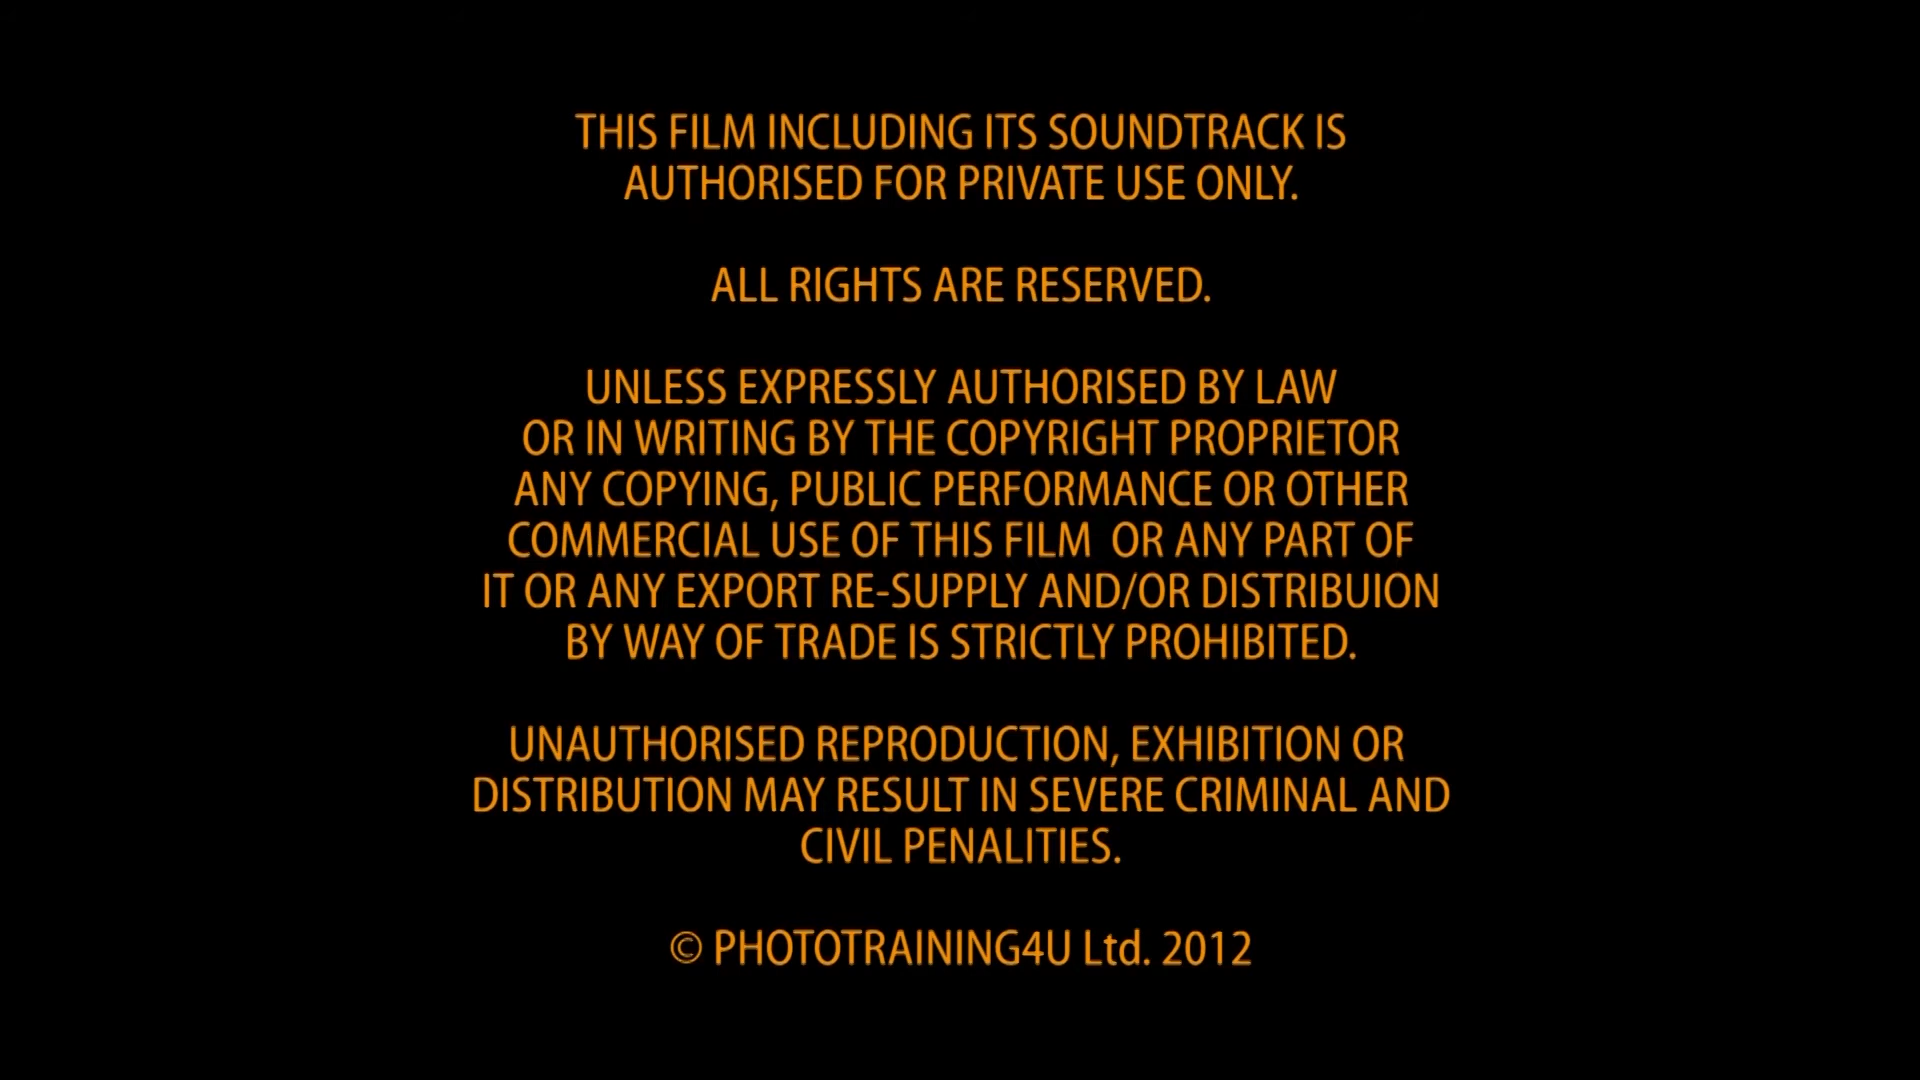 THIS FILM INCLUDING ITS SOUNDTRACK IS
AUTHORISED FOR PRIVATE USE ONLY.
ALL RIGHTS ARE RESERVED.
UNLESS EXPRESSLY AUTHORISED BY LAW
OR IN WRITING BY THE COPYRIGHT PROPRIETOR
ANY COPYING, PUBLIC PERFORMANCE OR OTHER
COMMERCIAL USE OF THIS FILM  OR ANY PART OF
IT OR ANY EXPORT RE-SUPPLY AND/OR DISTRIBUION
BY WAY OF TRADE IS STRICTLY PROHIBITED.
UNAUTHORISED REPRODUCTION, EXHIBITION OR
DISTRIBUTION MAY RESULT IN SEVERE CRIMINAL AND
CIVIL PENALITIES.
© PHOTOTRAINING4U Ltd. 2012